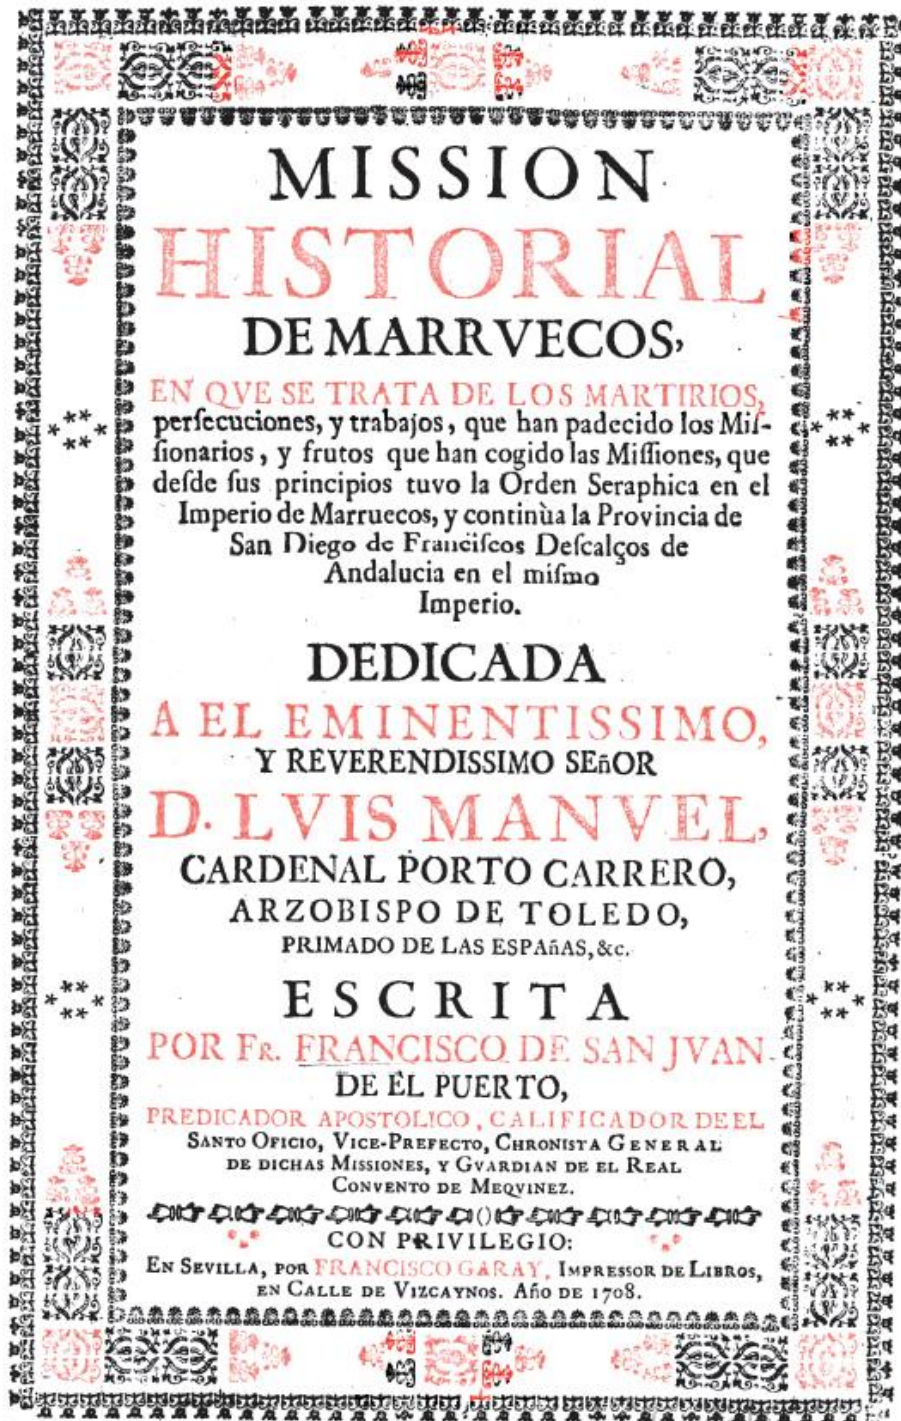 MISSION
HISTORIAL
DE MARRVECOS,
EN QVE SE TRATA DE LOS MARTIRIOS,
perſecuciones, y trabajos, que han padecido los Miſ-
ſionarios, y frutos que han cogido las Miſſiones, que
deſde ſus principios tuvo la Orden Seraphica en el
Imperio de Marruecos, y continùa la Provincia de
San Diego de Franciſcos Deſcalços de
Andalucia en el miſmo
Imperio.
DEDICADA
A EL EMINENTISSIMO,
Y REVERENDISSIMO SEñOR
D. LVIS MANVEL,
CARDENAL PORTO CARRERO,
ARZOBISPO DE TOLEDO,
PRIMADO DE LAS ESPAñAS, &c.
ESCRITA
POR FR. FRANCISCO DE SAN JVAN
DE EL PUERTO,
PREDICADOR APOSTOLICO, CALIFICADOR DE EL
SANTO OFICIO, VICE-PREFECTO, CHRONISTA GENERAL
DE DICHAS MISSIONES, Y GVARDIAN DE EL REAL
CONVENTO DE MEQVINEZ.
CON PRIVILEGIO:
EN SEVILLA, POR FRANCISCO GARAY, IMPRESSOR DE LIBROS,
EN CALLE DE VIZCAYNOS. Año DE 1708.